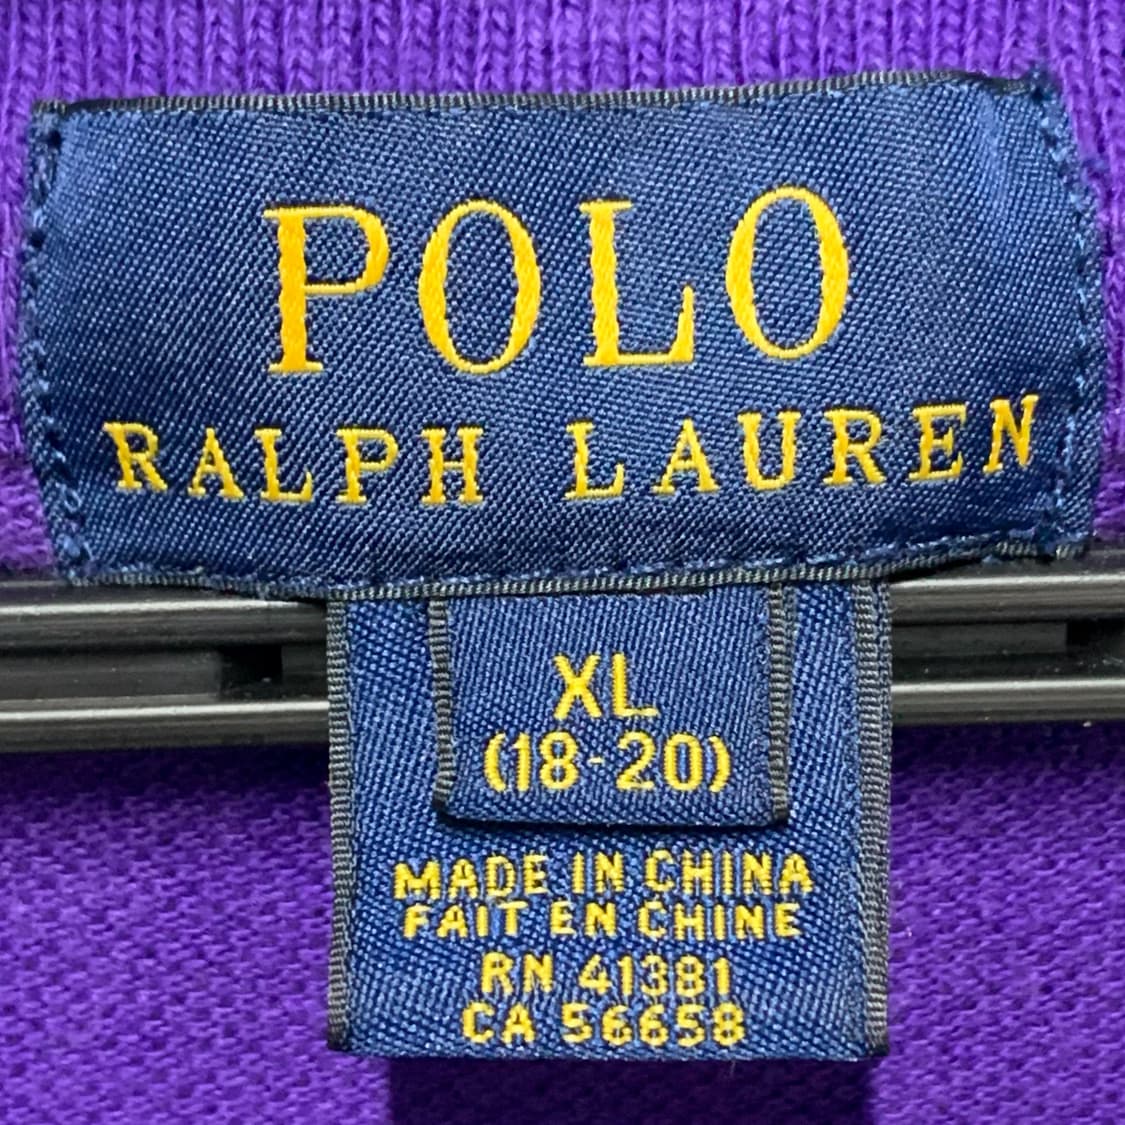 POLO
RALPH LAUREN
XL
(18-20)
MADE IN CHINA
FAIT EN CHINE
RN 41381
CA 56658